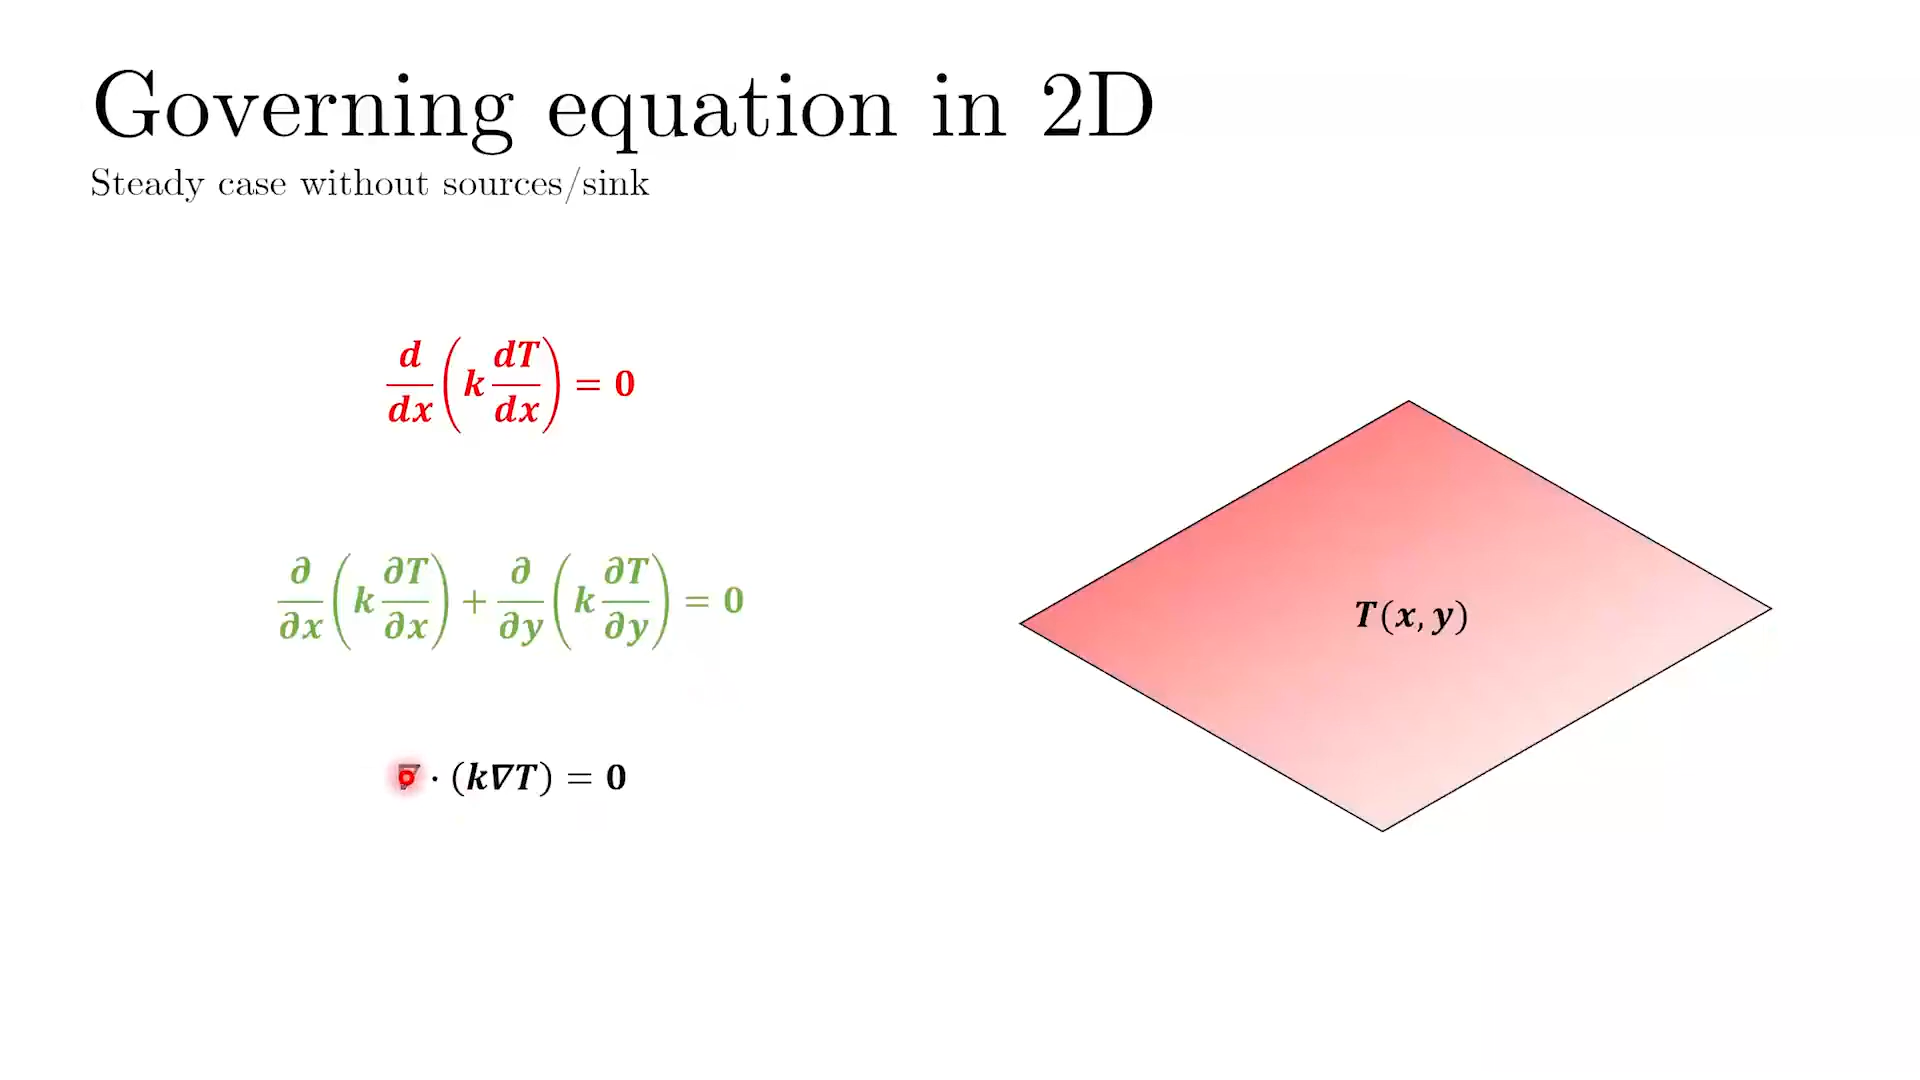 Governing equation in 2D
Steady case without sources/sink
d/dx (k dT/dx) = 0
∂/∂x (k ∂T/∂x) + ∂/∂y (k ∂T/∂y) = 0
T(x, y)
∇ · (k∇T) = 0